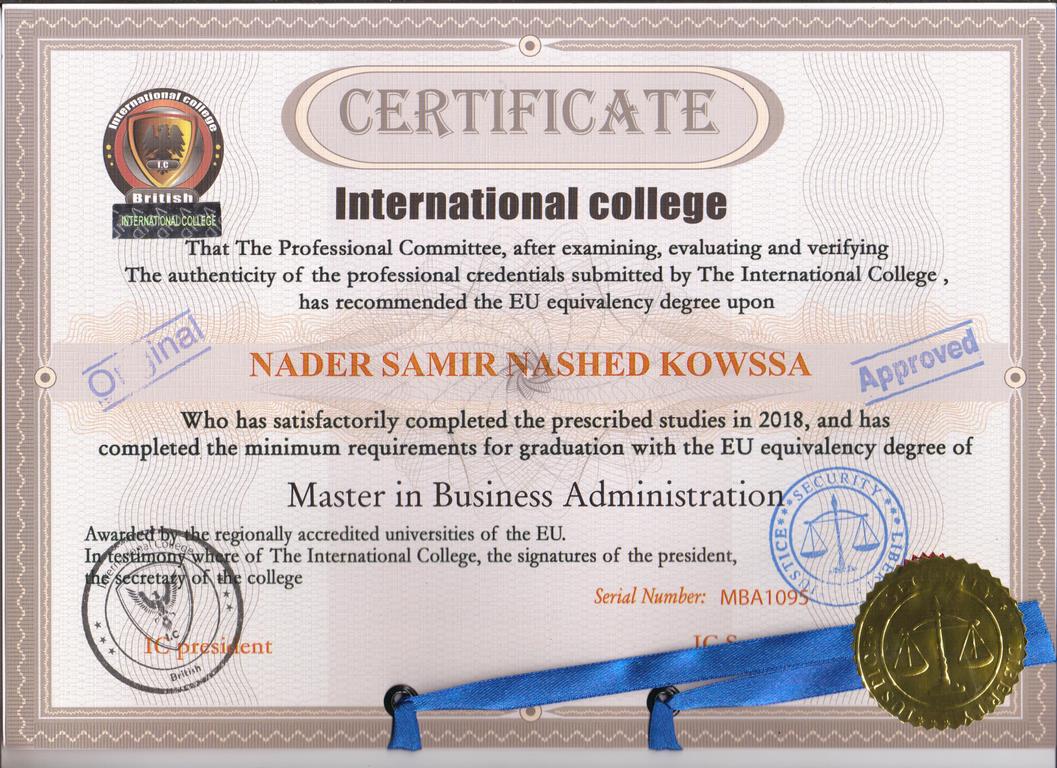 CERTIFICATE
International college
I.C
British
INTERNATIONAL COLLEGE
International college
That The Professional Committee, after examining, evaluating and verifying
The authenticity of the professional credentials submitted by The International College ,
has recommended the EU equivalency degree upon
Original
NADER SAMIR NASHED KOWSSA
Approved
Who has satisfactorily completed the prescribed studies in 2018, and has
completed the minimum requirements for graduation with the EU equivalency degree of
Master in Business Administration
SECURITY
JUSTICE
Awarded by the regionally accredited universities of the EU.
In testimony where of The International College, the signatures of the president,
the secretary of the college
International College
I.C
British
Serial Number: MBA1095
IC president
IC S